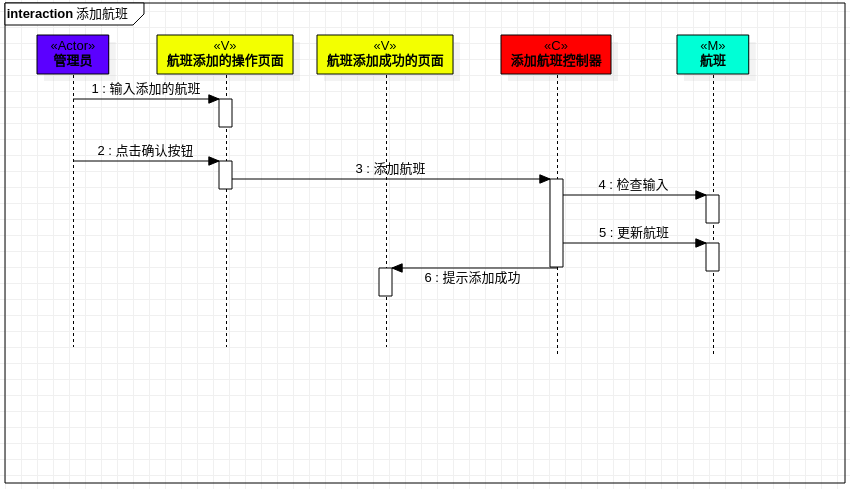 interaction 添加航班
«Actor»
管理员
«V»
航班添加的操作页面
«V»
航班添加成功的页面
«C»
添加航班控制器
«M»
航班
1 : 输入添加的航班
2 : 点击确认按钮
3 : 添加航班
4 : 检查输入
5 : 更新航班
6 : 提示添加成功